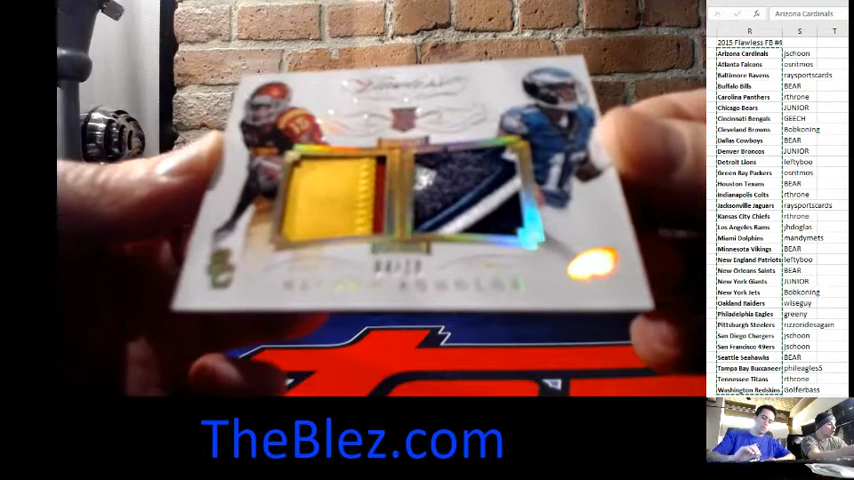 Arizona Cardinals
R S T
2015 Flawless FB #4
Arizona Cardinals jschoon
Atlanta Falcons osritmos
Baltimore Ravens raysportscards
Buffalo Bills BEAR
Carolina Panthers rthrone
Chicago Bears JUNIOR
Cincinnati Bengals GEECH
Cleveland Browns Bobkoning
Dallas Cowboys BEAR
Denver Broncos JUNIOR
Detroit Lions leftyboo
Green Bay Packers osritmos
Houston Texans BEAR
Indianapolis Colts rthrone
Jacksonville Jaguars raysportscards
Kansas City Chiefs rthrone
Los Angeles Rams jhdoglas
Miami Dolphins mandymets
Minnesota Vikings BEAR
New England Patriots leftyboo
New Orleans Saints BEAR
New York Giants JUNIOR
New York Jets Bobkoning
Oakland Raiders wiseguy
Philadelphia Eagles greeny
Pittsburgh Steelers rizzoridesagain
San Diego Chargers jschoon
San Francisco 49ers jschoon
Seattle Seahawks BEAR
Tampa Bay Buccaneer phileagles5
Tennessee Titans rthrone
Washington Redskins Golferbass
TheBlez.com